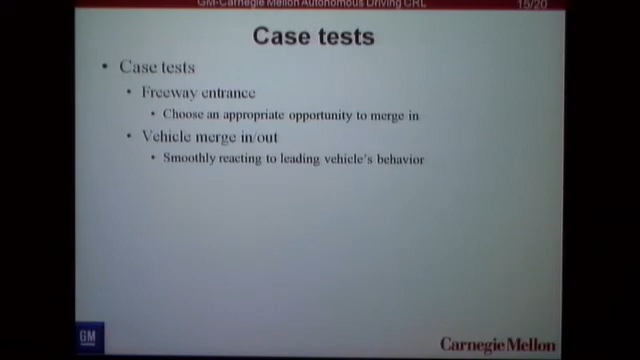 GM-Carnegie Mellon Autonomous Driving CRL
15/20
Case tests
• Case tests
• Freeway entrance
• Choose an appropriate opportunity to merge in
• Vehicle merge in/out
• Smoothly reacting to leading vehicle's behavior
GM
Carnegie Mellon